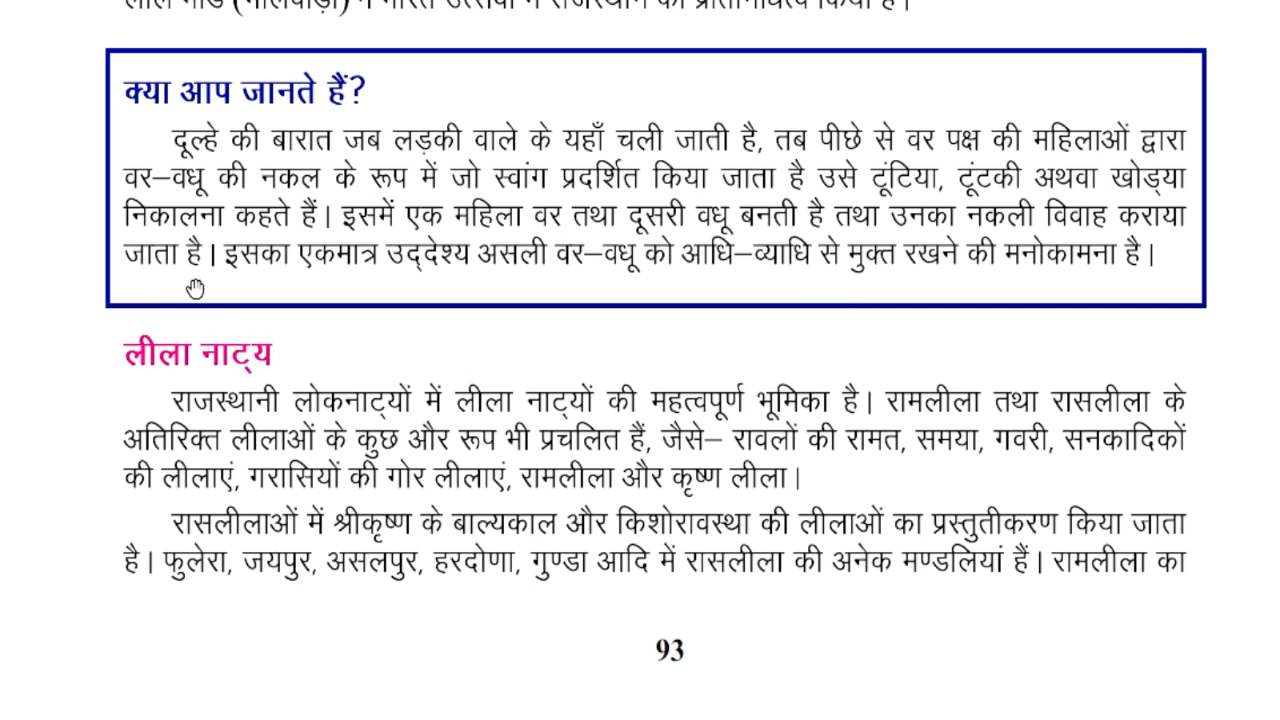 क्या आप जानते हैं?
दूल्हे की बारात जब लड़की वाले के यहाँ चली जाती है, तब पीछे से वर पक्ष की महिलाओं द्वारा
वर–वधू की नकल के रूप में जो स्वांग प्रदर्शित किया जाता है उसे टूंटिया, टूंटकी अथवा खोड्या
निकालना कहते हैं। इसमें एक महिला वर तथा दूसरी वधू बनती है तथा उनका नकली विवाह कराया
जाता है। इसका एकमात्र उद्देश्य असली वर–वधू को आधि–व्याधि से मुक्त रखने की मनोकामना है।
लीला नाट्य
राजस्थानी लोकनाट्यों में लीला नाट्यों की महत्वपूर्ण भूमिका है। रामलीला तथा रासलीला के
अतिरिक्त लीलाओं के कुछ और रूप भी प्रचलित हैं, जैसे– रावलों की रामत, समया, गवरी, सनकादिकों
की लीलाएं, गरासियों की गोर लीलाएं, रामलीला और कृष्ण लीला।
रासलीलाओं में श्रीकृष्ण के बाल्यकाल और किशोरावस्था की लीलाओं का प्रस्तुतीकरण किया जाता
है। फुलेरा, जयपुर, असलपुर, हरदोणा, गुण्डा आदि में रासलीला की अनेक मण्डलियां हैं। रामलीला का
93